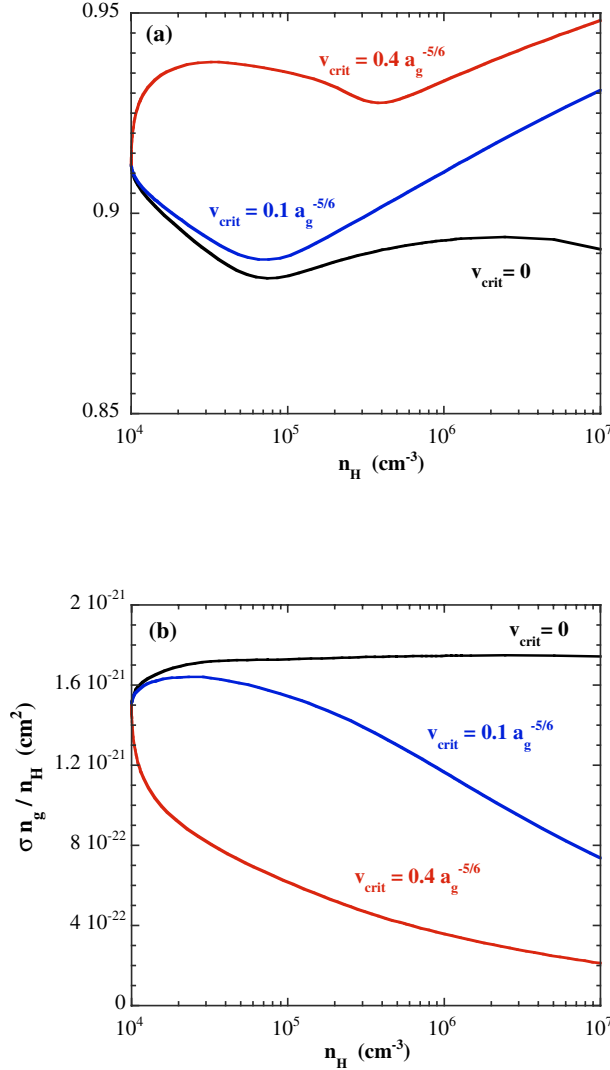 0.95
(a)
v_crit = 0.4 a_g^-5/6
0.9
v_crit = 0.1 a_g^-5/6
v_crit = 0
0.85
10^4 10^5 10^6 10^7
n_H (cm^-3)
2 10^-21
(b)
v_crit = 0
1.6 10^-21
v_crit = 0.1 a_g^-5/6
1.2 10^-21
σ n_g / n_H (cm^2)
8 10^-22
v_crit = 0.4 a_g^-5/6
4 10^-22
0
10^4 10^5 10^6 10^7
n_H (cm^-3)